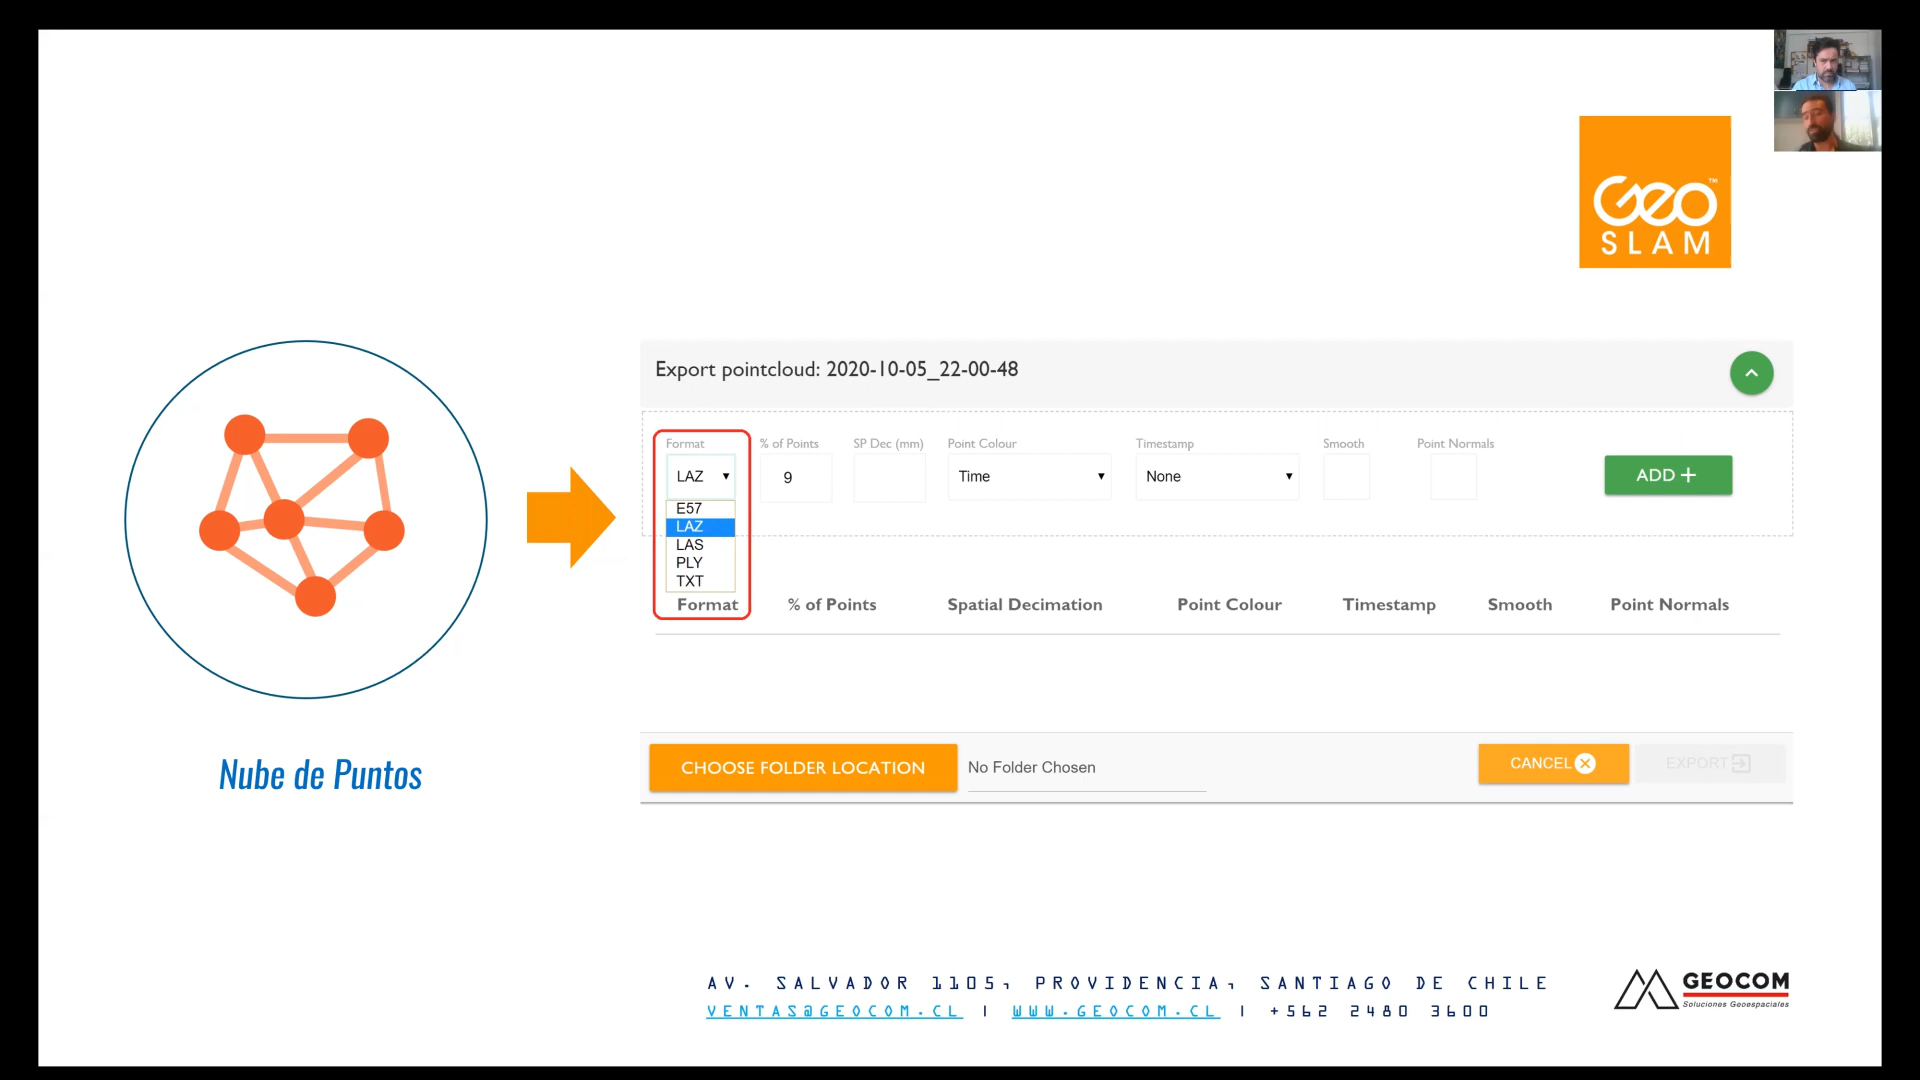 Geo™
SLAM
Export pointcloud: 2020-10-05_22-00-48
Format % of Points SP Dec (mm) Point Colour Timestamp Smooth Point Normals
LAZ 9 Time None ADD
E57
LAZ
LAS
PLY
TXT
Format % of Points Spatial Decimation Point Colour Timestamp Smooth Point Normals
Nube de Puntos
CHOOSE FOLDER LOCATION No Folder Chosen CANCEL EXPORT
AV. SALVADOR 1105, PROVIDENCIA, SANTIAGO DE CHILE
VENTAS@GEOCOM.CL | WWW.GEOCOM.CL | +562 2480 3600
GEOCOM
Soluciones Geoespaciales